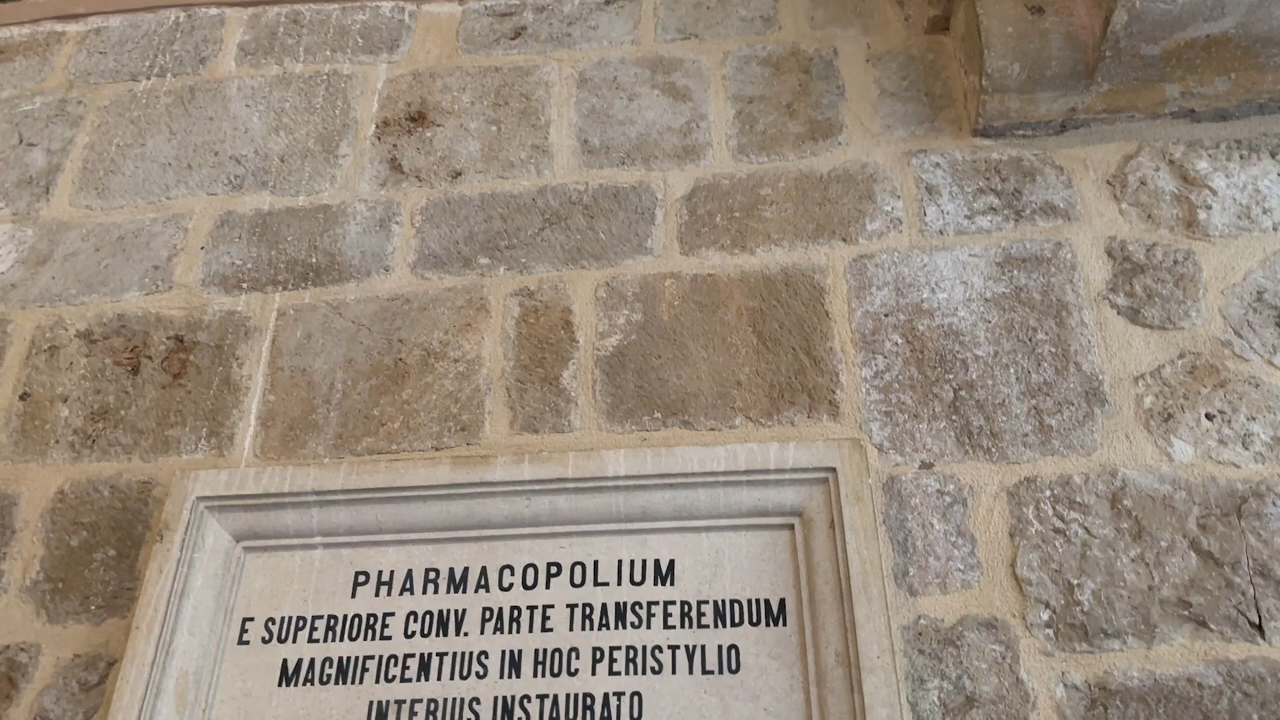 PHARMACOPOLIUM
E SUPERIORE CONV. PARTE TRANSFERENDUM
MAGNIFICENTIUS IN HOC PERISTYLIO
INTERIUS INSTAURATO